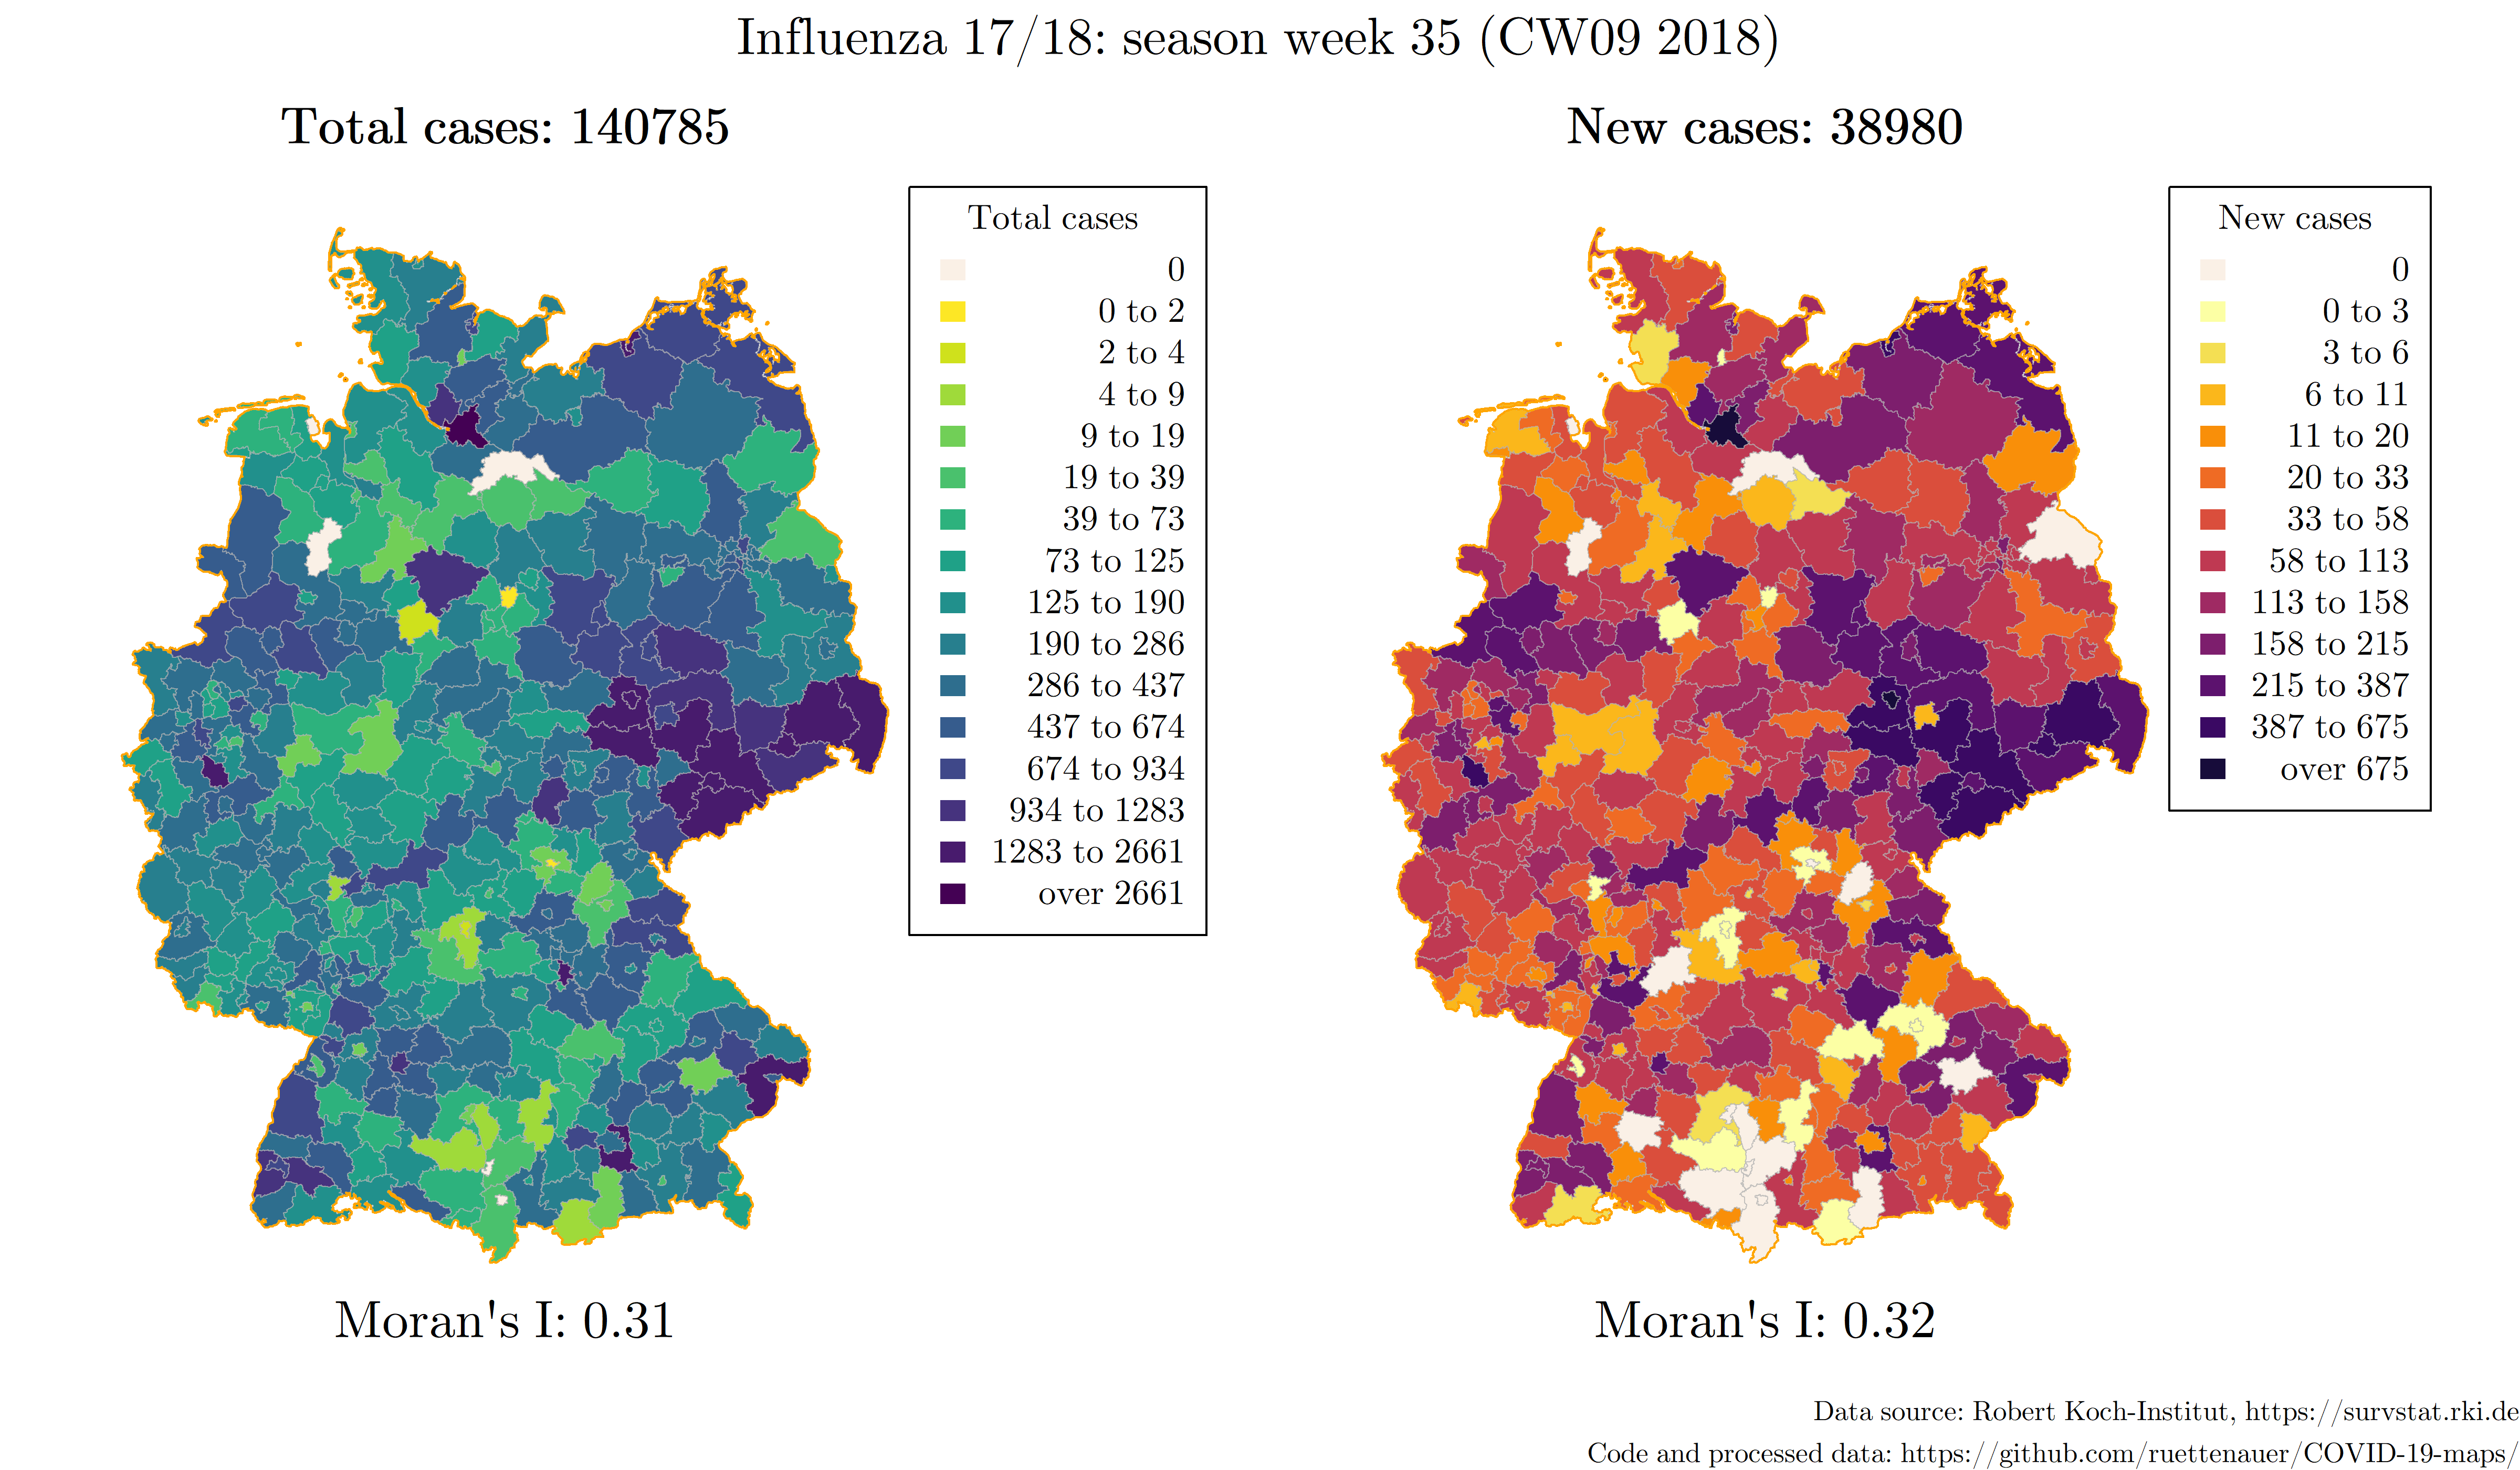 Influenza 17/18: season week 35 (CW09 2018)
Total cases: 140785
Total cases
0
0 to 2
2 to 4
4 to 9
9 to 19
19 to 39
39 to 73
73 to 125
125 to 190
190 to 286
286 to 437
437 to 674
674 to 934
934 to 1283
1283 to 2661
over 2661
Moran's I: 0.31
New cases: 38980
New cases
0
0 to 3
3 to 6
6 to 11
11 to 20
20 to 33
33 to 58
58 to 113
113 to 158
158 to 215
215 to 387
387 to 675
over 675
Moran's I: 0.32
Data source: Robert Koch-Institut, https://survstat.rki.de
Code and processed data: https://github.com/ruettenauer/COVID-19-maps/